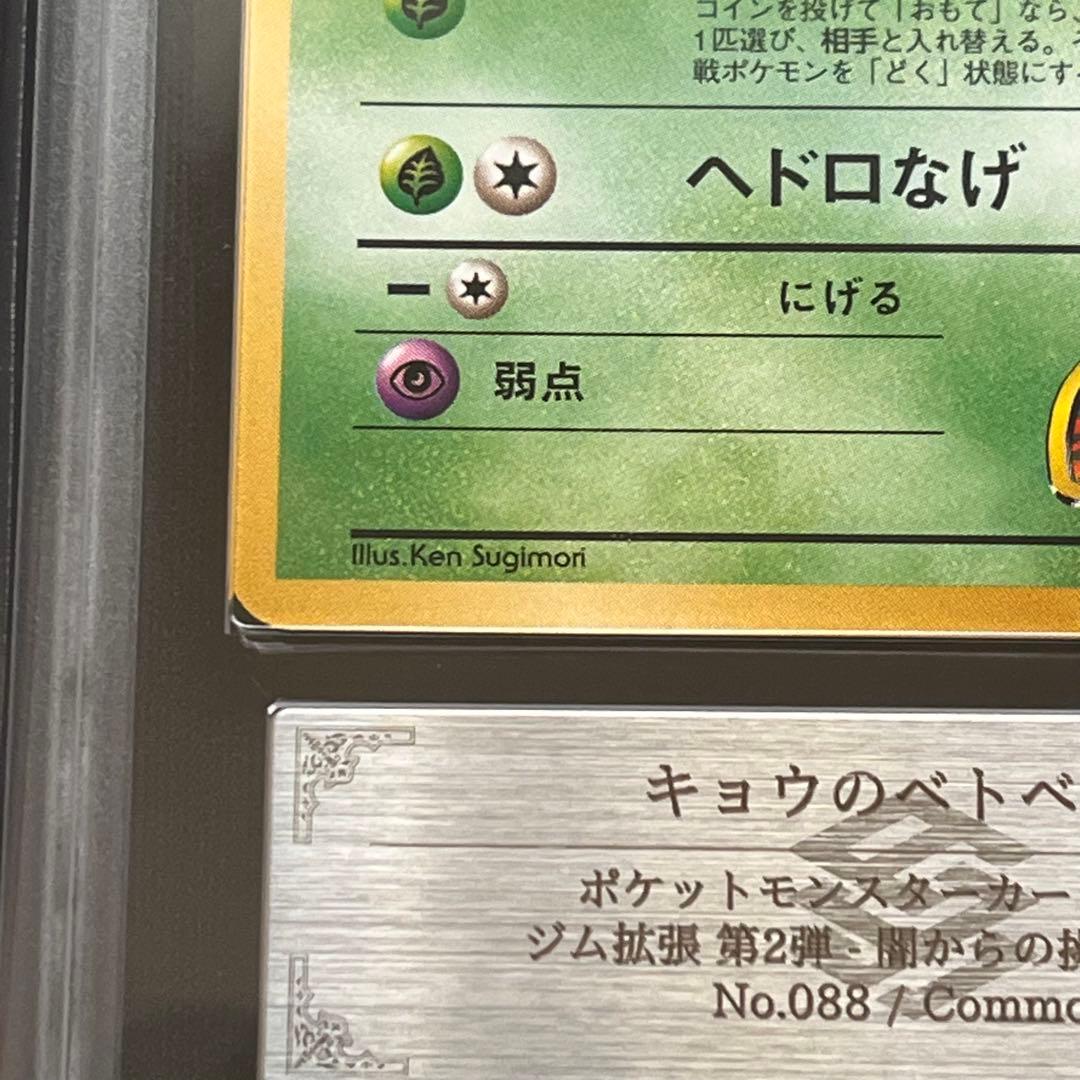 コインを投げて「おもて」なら、
1匹選び、相手と入れ替える。
戦ポケモンを「どく」状態にす
ヘドロなげ
にげる
弱点
Illus.Ken Sugimori
キョウのベトベ
ポケットモンスターカー
ジム拡張 第2弾 - 闇からの挑
No.088 / Commo